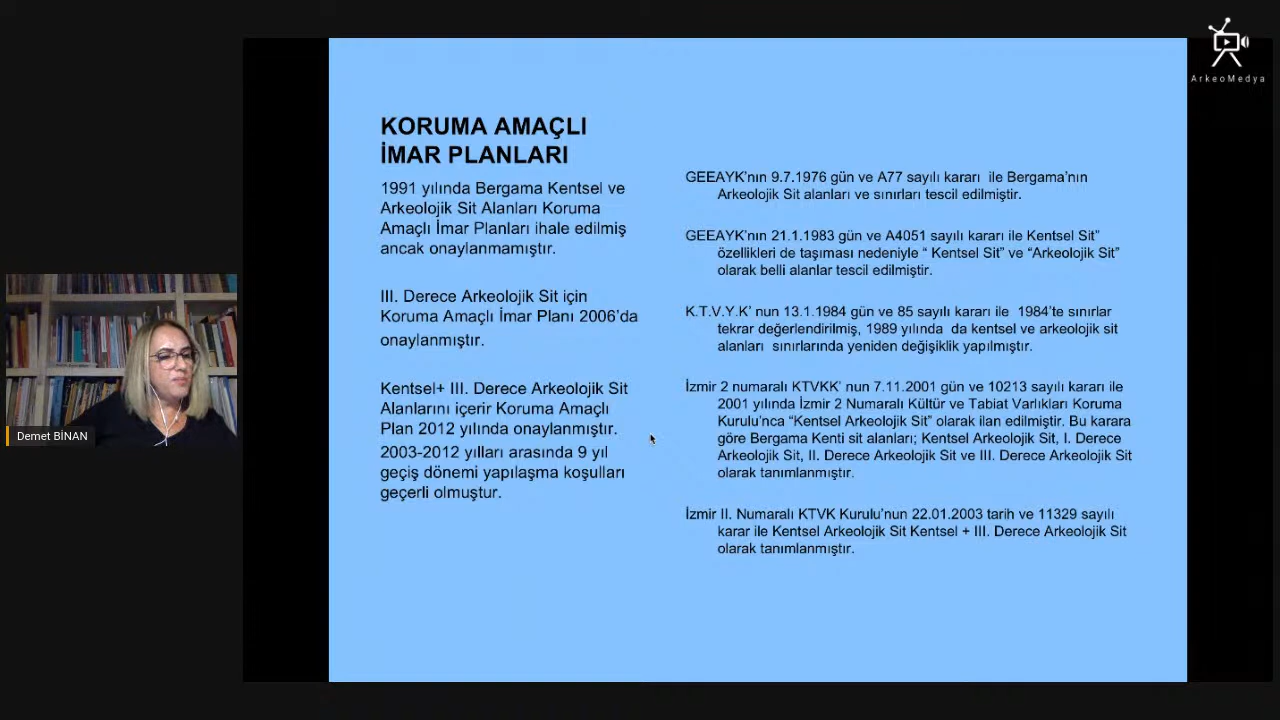 ArkeoMedya
KORUMA AMAÇLI
İMAR PLANLARI
1991 yılında Bergama Kentsel ve
Arkeolojik Sit Alanları Koruma
Amaçlı İmar Planları ihale edilmiş
ancak onaylanmamıştır.
III. Derece Arkeolojik Sit için
Koruma Amaçlı İmar Planı 2006’da
onaylanmıştır.
Kentsel+ III. Derece Arkeolojik Sit
Alanlarını içerir Koruma Amaçlı
Plan 2012 yılında onaylanmıştır.
2003-2012 yılları arasında 9 yıl
geçiş dönemi yapılaşma koşulları
geçerli olmuştur.
GEEAYK’nın 9.7.1976 gün ve A77 sayılı kararı ile Bergama’nın
Arkeolojik Sit alanları ve sınırları tescil edilmiştir.
GEEAYK’nın 21.1.1983 gün ve A4051 sayılı kararı ile Kentsel Sit”
özellikleri de taşıması nedeniyle “ Kentsel Sit” ve “Arkeolojik Sit”
olarak belli alanlar tescil edilmiştir.
K.T.V.Y.K’ nun 13.1.1984 gün ve 85 sayılı kararı ile 1984’te sınırlar
tekrar değerlendirilmiş, 1989 yılında da kentsel ve arkeolojik sit
alanları sınırlarında yeniden değişiklik yapılmıştır.
İzmir 2 numaralı KTVKK’ nun 7.11.2001 gün ve 10213 sayılı kararı ile
2001 yılında İzmir 2 Numaralı Kültür ve Tabiat Varlıkları Koruma
Kurulu’nca “Kentsel Arkeolojik Sit” olarak ilan edilmiştir. Bu karara
göre Bergama Kenti sit alanları; Kentsel Arkeolojik Sit, I. Derece
Arkeolojik Sit, II. Derece Arkeolojik Sit ve III. Derece Arkeolojik Sit
olarak tanımlanmıştır.
İzmir II. Numaralı KTVK Kurulu’nun 22.01.2003 tarih ve 11329 sayılı
karar ile Kentsel Arkeolojik Sit Kentsel + III. Derece Arkeolojik Sit
olarak tanımlanmıştır.
Demet BİNAN